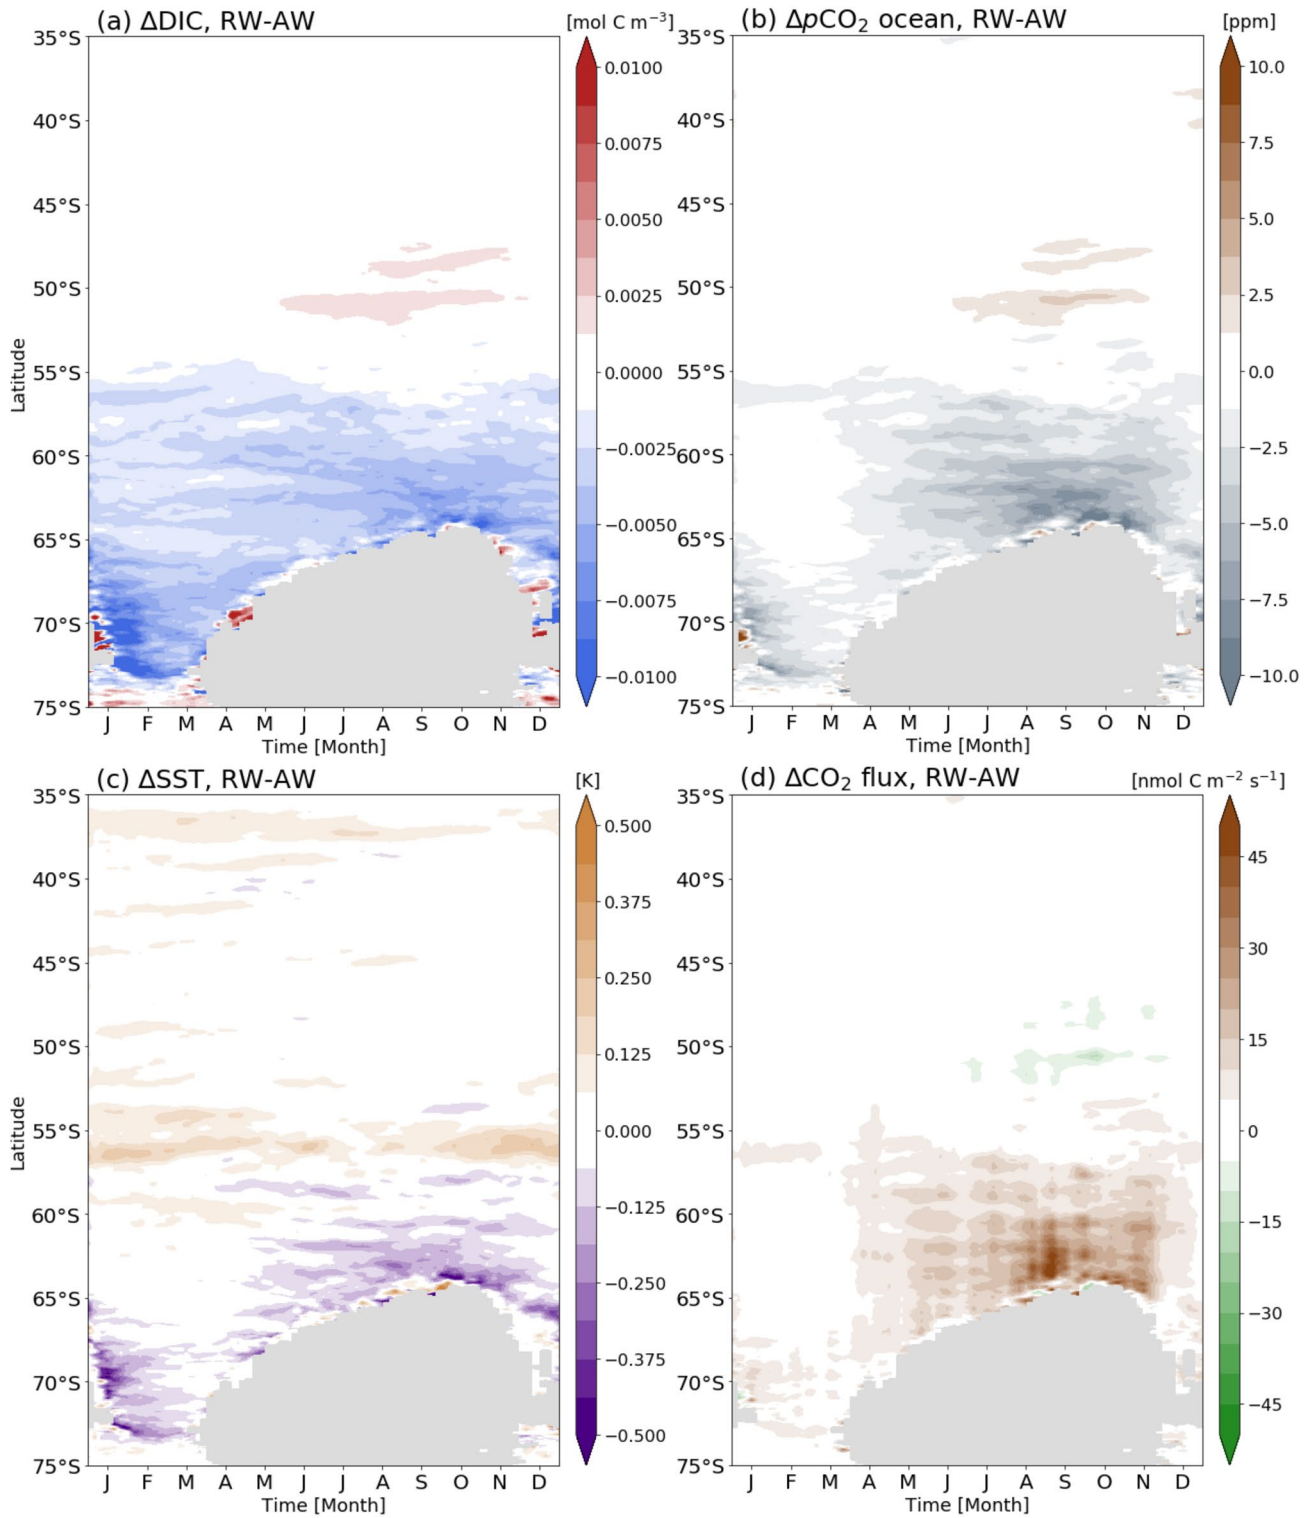 (a) ΔDIC, RW-AW
[mol C m⁻³]
35°S
40°S
45°S
50°S
55°S
60°S
65°S
70°S
75°S
Latitude
J F M A M J J A S O N D
Time [Month]
0.0100
0.0075
0.0050
0.0025
0.0000
−0.0025
−0.0050
−0.0075
−0.0100
(b) ΔpCO₂ ocean, RW-AW
[ppm]
35°S
40°S
45°S
50°S
55°S
60°S
65°S
70°S
75°S
J F M A M J J A S O N D
Time [Month]
10.0
7.5
5.0
2.5
0.0
−2.5
−5.0
−7.5
−10.0
(c) ΔSST, RW-AW
[K]
35°S
40°S
45°S
50°S
55°S
60°S
65°S
70°S
75°S
Latitude
J F M A M J J A S O N D
Time [Month]
0.500
0.375
0.250
0.125
0.000
−0.125
−0.250
−0.375
−0.500
(d) ΔCO₂ flux, RW-AW
[nmol C m⁻² s⁻¹]
35°S
40°S
45°S
50°S
55°S
60°S
65°S
70°S
75°S
J F M A M J J A S O N D
Time [Month]
45
30
15
0
−15
−30
−45